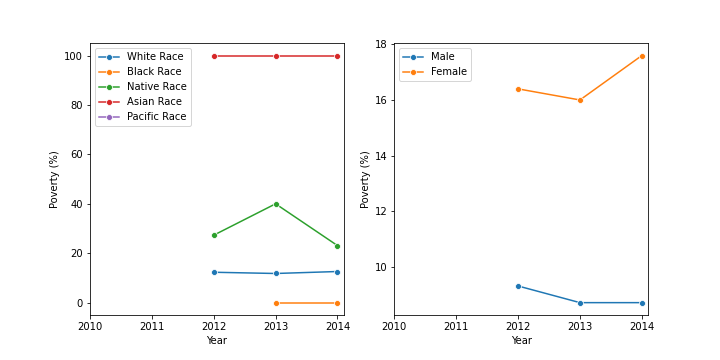 White Race
Black Race
Native Race
Asian Race
Pacific Race
100
80
60
40
20
0
Poverty (%)
2010 2011 2012 2013 2014
Year
Male
Female
18
16
14
12
10
Poverty (%)
2010 2011 2012 2013 2014
Year